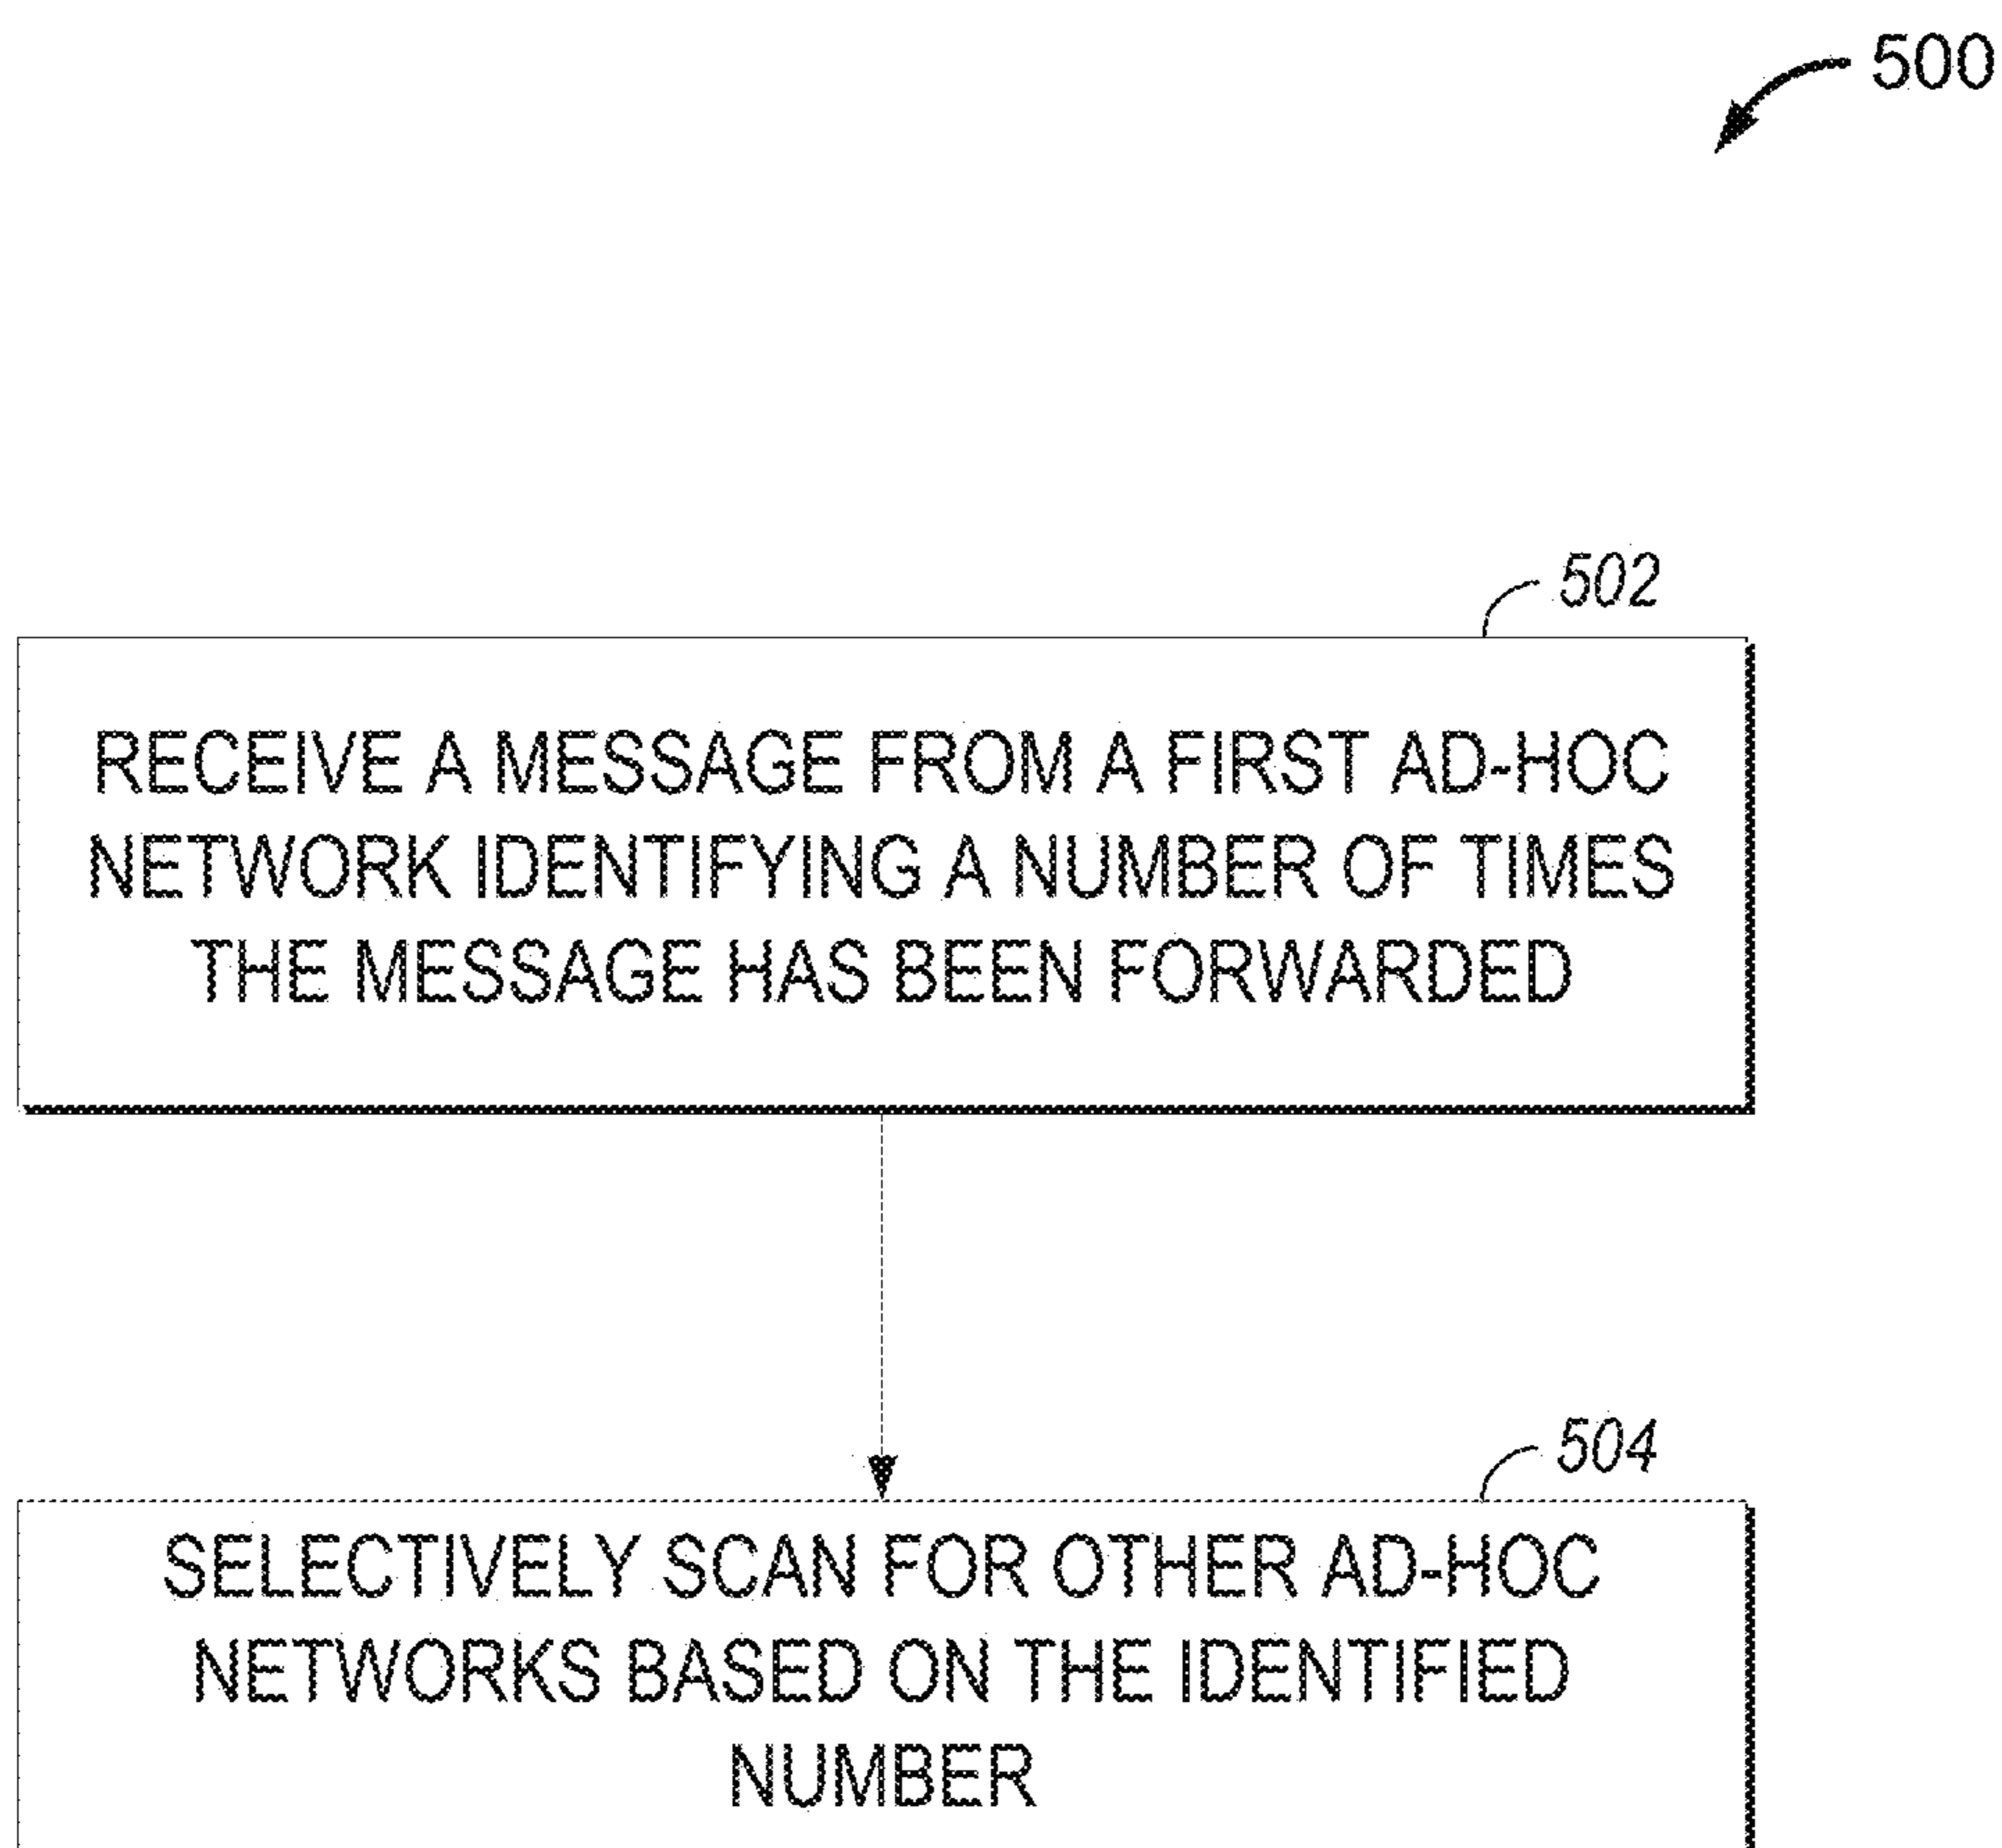 500
502
RECEIVE A MESSAGE FROM A FIRST AD-HOC
NETWORK IDENTIFYING A NUMBER OF TIMES
THE MESSAGE HAS BEEN FORWARDED
504
SELECTIVELY SCAN FOR OTHER AD-HOC
NETWORKS BASED ON THE IDENTIFIED
NUMBER